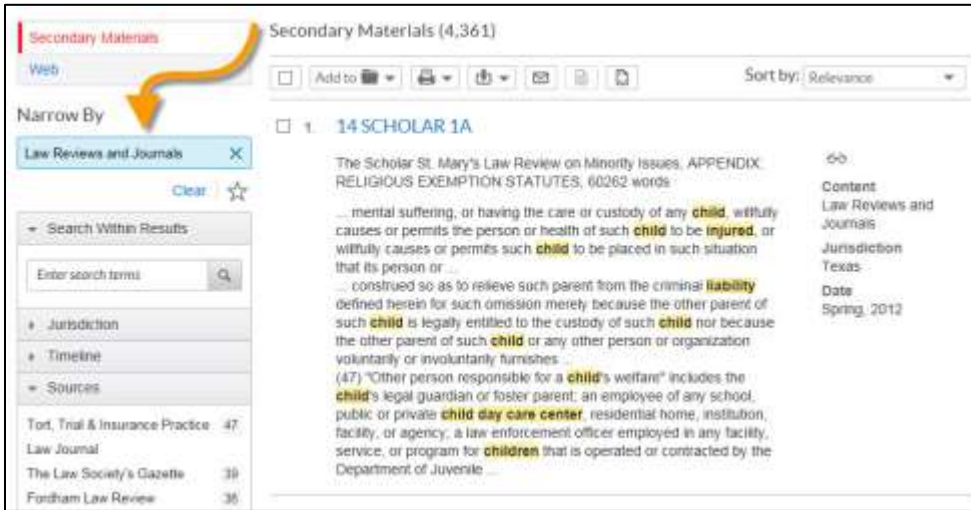 Secondary Materials
Web
Narrow By
Law Reviews and Journals
Clear
Search Within Results
Enter search terms
Jurisdiction
Timeline
Sources
Tort, Trial & Insurance Practice 47
Law Journal
The Law Society's Gazette 39
Fordham Law Review 36
Secondary Materials (4,361)
Add to
Sort by: Relevance
1. 14 SCHOLAR 1A
The Scholar St. Mary's Law Review on Minority Issues, APPENDIX:
RELIGIOUS EXEMPTION STATUTES, 60262 words
... mental suffering, or having the care or custody of any child, willfully
causes or permits the person or health of such child to be injured, or
willfully causes or permits such child to be placed in such situation
that its person or ...
... construed so as to relieve such parent from the criminal liability
defined herein for such omission merely because the other parent of
such child is legally entitled to the custody of such child nor because
the other parent of such child or any other person or organization
voluntarily or involuntarily furnishes ...
(47) "Other person responsible for a child's welfare" includes the
child's legal guardian or foster parent; an employee of any school,
public or private child day care center, residential home, institution,
facility, or agency; a law enforcement officer employed in any facility,
service, or program for children that is operated or contracted by the
Department of Juvenile ...
Content
Law Reviews and
Journals
Jurisdiction
Texas
Date
Spring, 2012